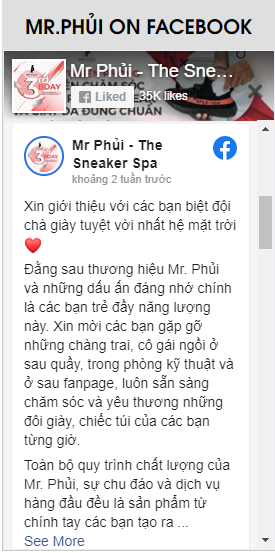 MR.PHỦI ON FACEBOOK
Mr Phủi - The Sne...
Liked
35K likes
Mr Phủi - The
Sneaker Spa
khoảng 2 tuần trước
Xin giới thiệu với các bạn biệt đội
chà giày tuyệt vời nhất hệ mặt trời
❤️
Đằng sau thương hiệu Mr. Phủi
và những dấu ấn đáng nhớ chính
là các bạn trẻ đầy năng lượng
này. Xin mời các bạn gặp gỡ
những chàng trai, cô gái ngồi ở
sau quầy, trong phòng kỹ thuật và
ở sau fanpage, luôn sẵn sàng
chăm sóc và yêu thương những
đôi giày, chiếc túi của các bạn
từng giờ.
Toàn bộ quy trình chất lượng của
Mr. Phủi, sự chu đáo và dịch vụ
hàng đầu đều là sản phẩm từ
chính tay các bạn tạo ra ...
See More